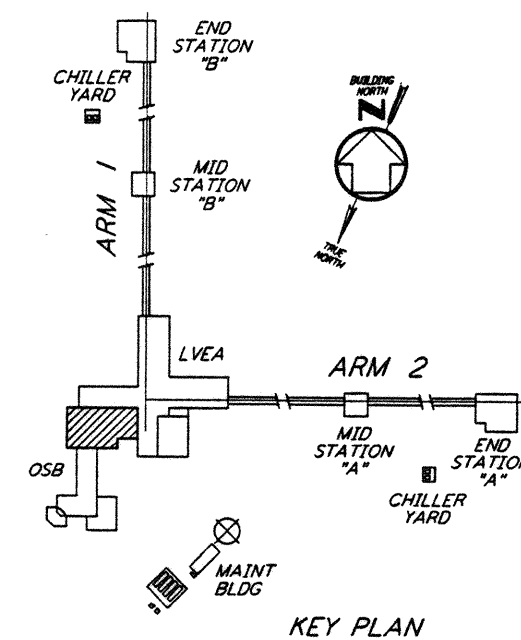 END
STATION
"B"
CHILLER
YARD
BUILDING
NORTH
N
TRUE
NORTH
MID
STATION
"B"
ARM 1
LVEA
ARM 2
MID
STATION
"A"
END
STATION
"A"
CHILLER
YARD
OSB
MAINT
BLDG
KEY PLAN